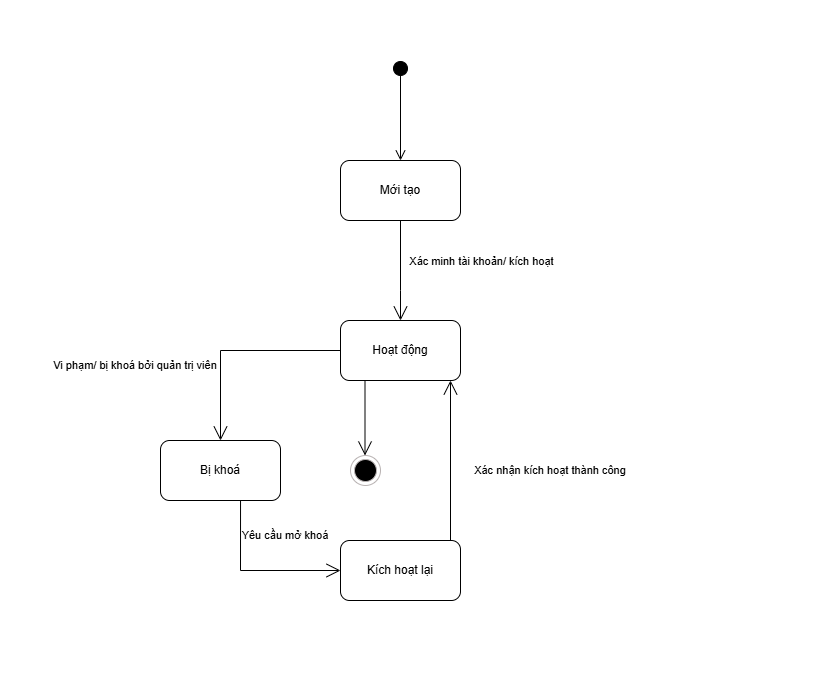 Mới tạo
Xác minh tài khoản/ kích hoạt
Hoạt động
Vi phạm/ bị khoá bởi quản trị viên
Bị khoá
Xác nhận kích hoạt thành công
Yêu cầu mở khoá
Kích hoạt lại